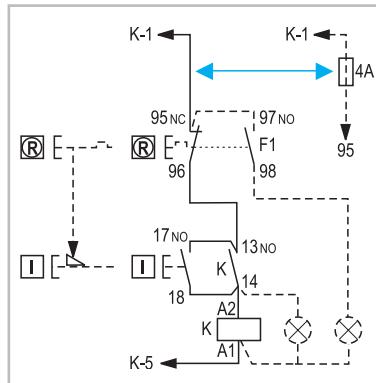 K-1 K-1
4A
95 NC 97 NO
95
R R F1
96 98
17 NO 13 NO
I I K
18 14
A2
K
A1
K-5